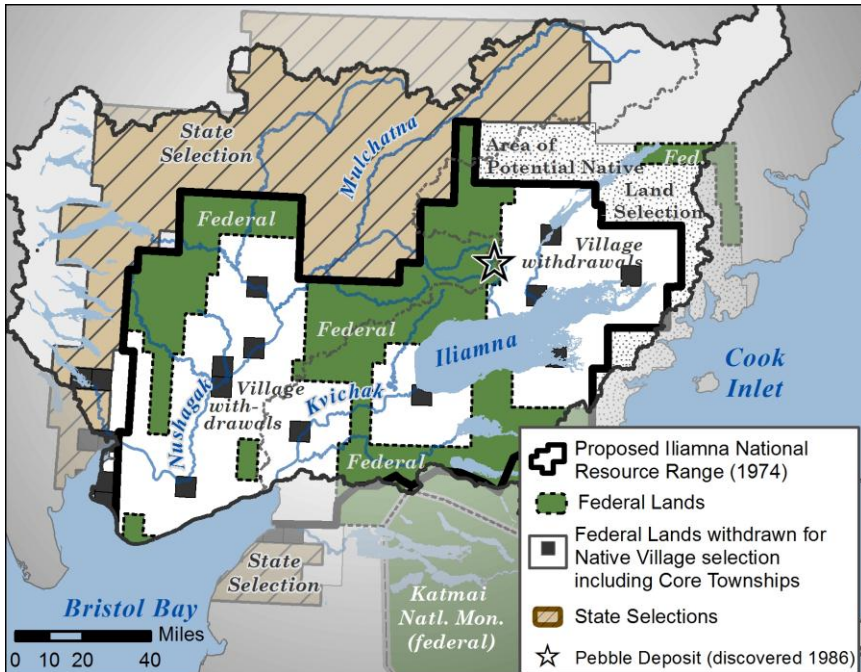 State
Selection
Mulchatna
Area of
Potential Native
Fed.
Land
Selection
Federal
Village
withdrawals
Federal
Iliamna
Cook
Inlet
Nushagak
Village
with-
drawals
Kvichak
Federal
State
Selection
Katmai
Natl. Mon.
(federal)
Bristol Bay
Miles
0 10 20 40
Proposed Iliamna National
Resource Range (1974)
Federal Lands
Federal Lands withdrawn for
Native Village selection
including Core Townships
State Selections
Pebble Deposit (discovered 1986)